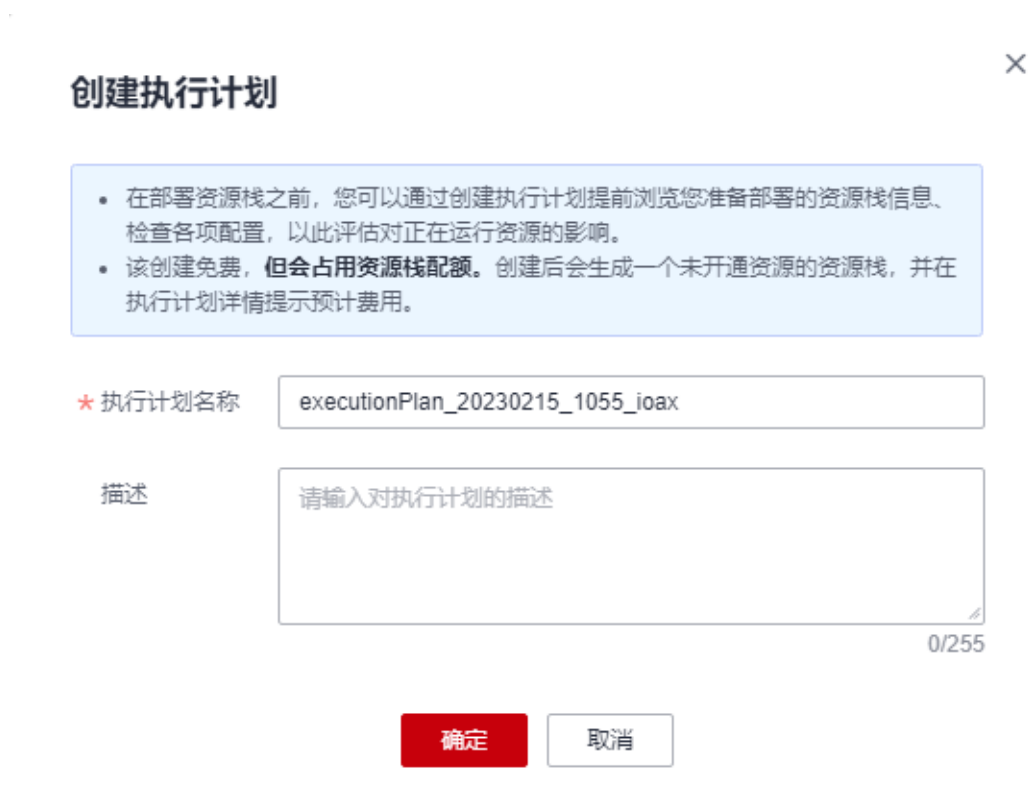 创建执行计划
在部署资源栈之前，您可以通过创建执行计划提前浏览您准备部署的资源栈信息、
检查各项配置，以此评估对正在运行资源的影响。
该创建免费，但会占用资源栈配额。创建后会生成一个未开通资源的资源栈，并在
执行计划详情提示预计费用。
* 执行计划名称 executionPlan_20230215_1055_ioax
描述 请输入对执行计划的描述
0/255
确定 取消